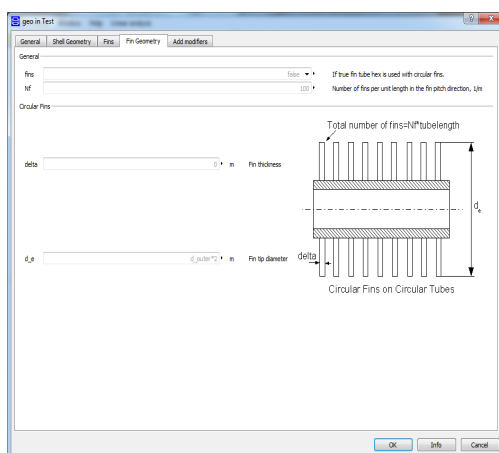 geo in Test
General Shell Geometry Fins Fin Geometry Add modifiers
General
fins false If true fin tube hex is used with circular fins.
Nf 100 Number of fins per unit length in the fin pitch direction, 1/m
Circular Fins
Total number of fins=Nf*tubelength
delta 0 m Fin thickness
d_e
d_e d_outer*2 m Fin tip diameter
delta
Circular Fins on Circular Tubes
OK Info Cancel